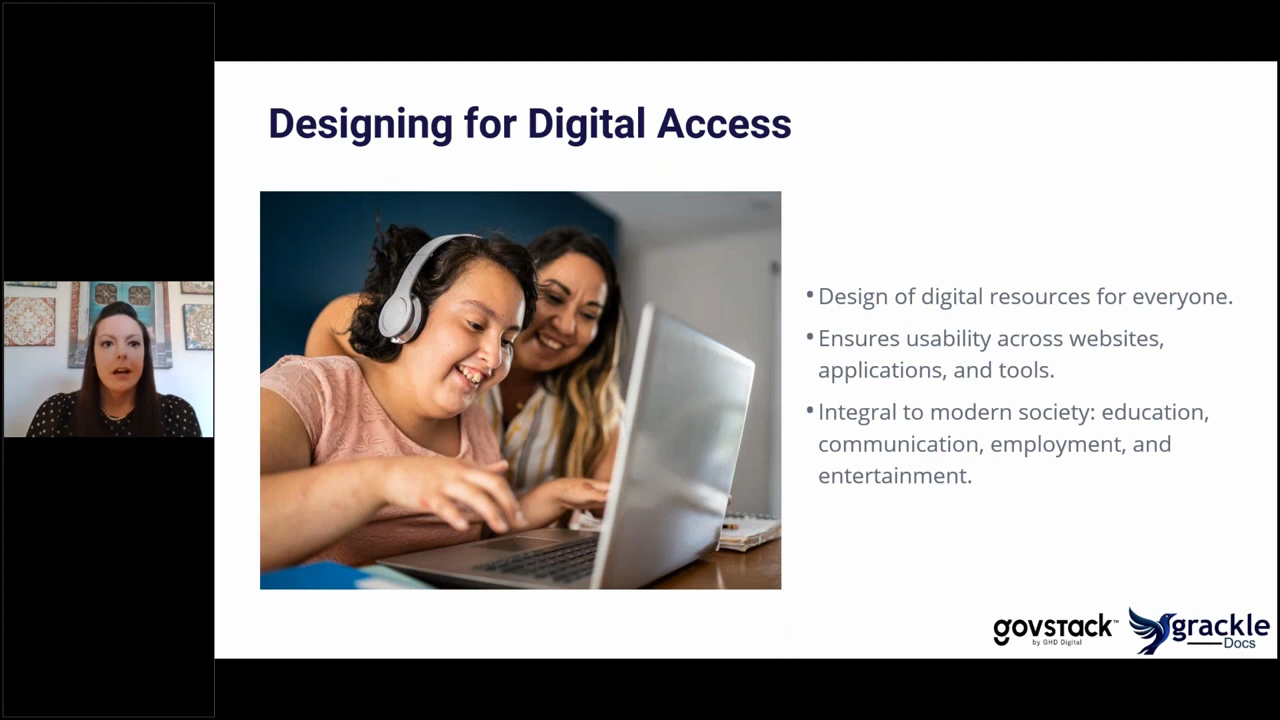 Designing for Digital Access
•Design of digital resources for everyone.
•Ensures usability across websites,
applications, and tools.
•Integral to modern society: education,
communication, employment, and
entertainment.
govstack™
by GHD Digital
grackle
Docs